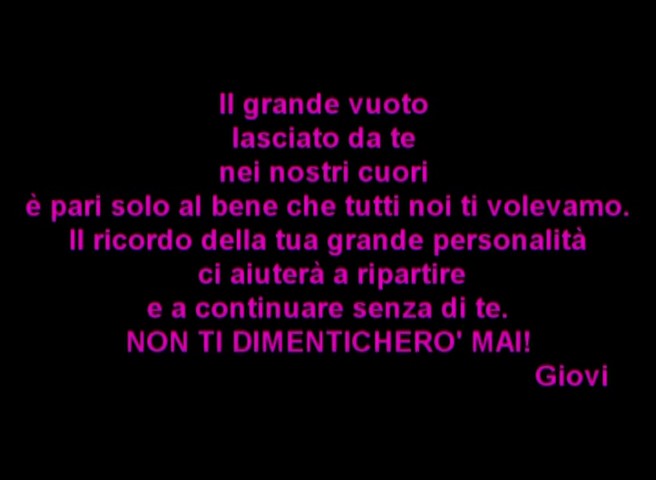 Il grande vuoto
lasciato da te
nei nostri cuori
è pari solo al bene che tutti noi ti volevamo.
Il ricordo della tua grande personalità
ci aiuterà a ripartire
e a continuare senza di te.
NON TI DIMENTICHERO' MAI!
Giovi